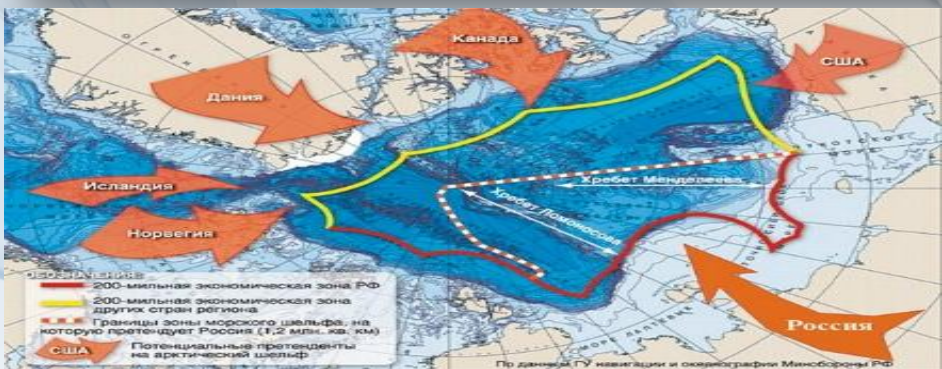 Канада
США
Дания
Исландия
Норвегия
Хребет Менделеева
Хребет Ломоносова
ОБОЗНАЧЕНИЯ:
200-мильная экономическая зона РФ
200-мильная экономическая зона
других стран региона
Границы зоны морского шельфа, на
которую претендует Россия (1,2 млн. кв. км)
США
Потенциальные претенденты
на арктический шельф
Россия
По данным ГУ навигации и океанографии Минобороны РФ